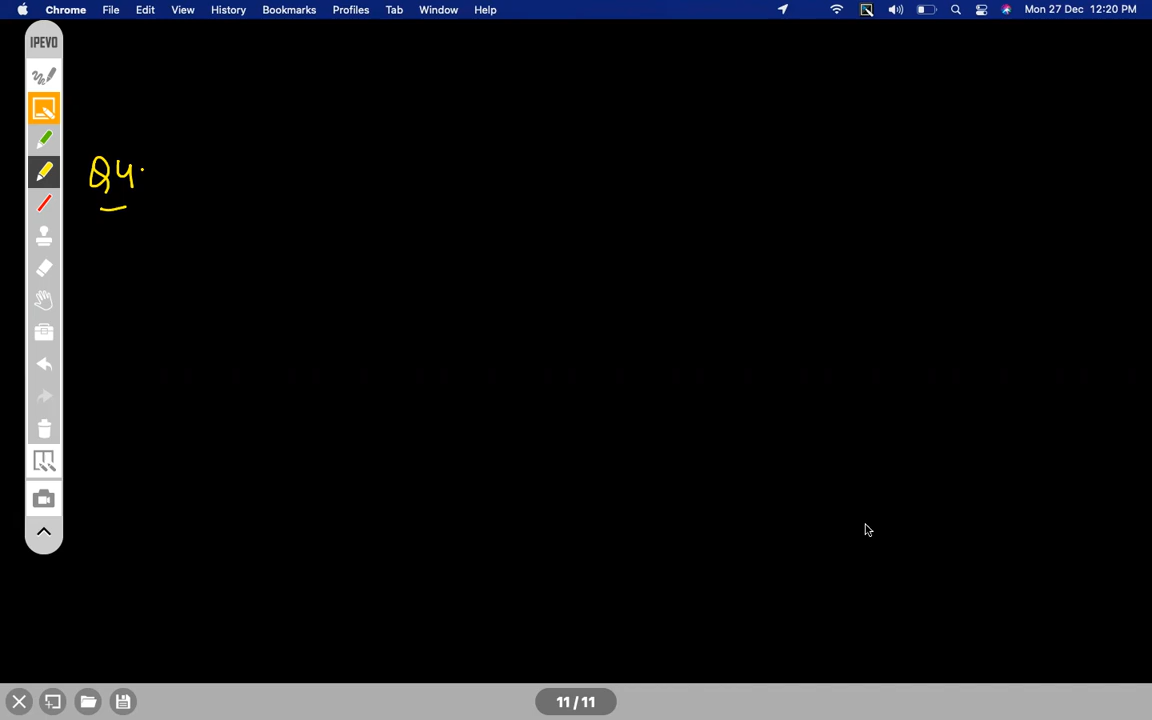 Chrome File Edit View History Bookmarks Profiles Tab Window Help Mon 27 Dec 12:20 PM
IPEVO
Q4.
11/11